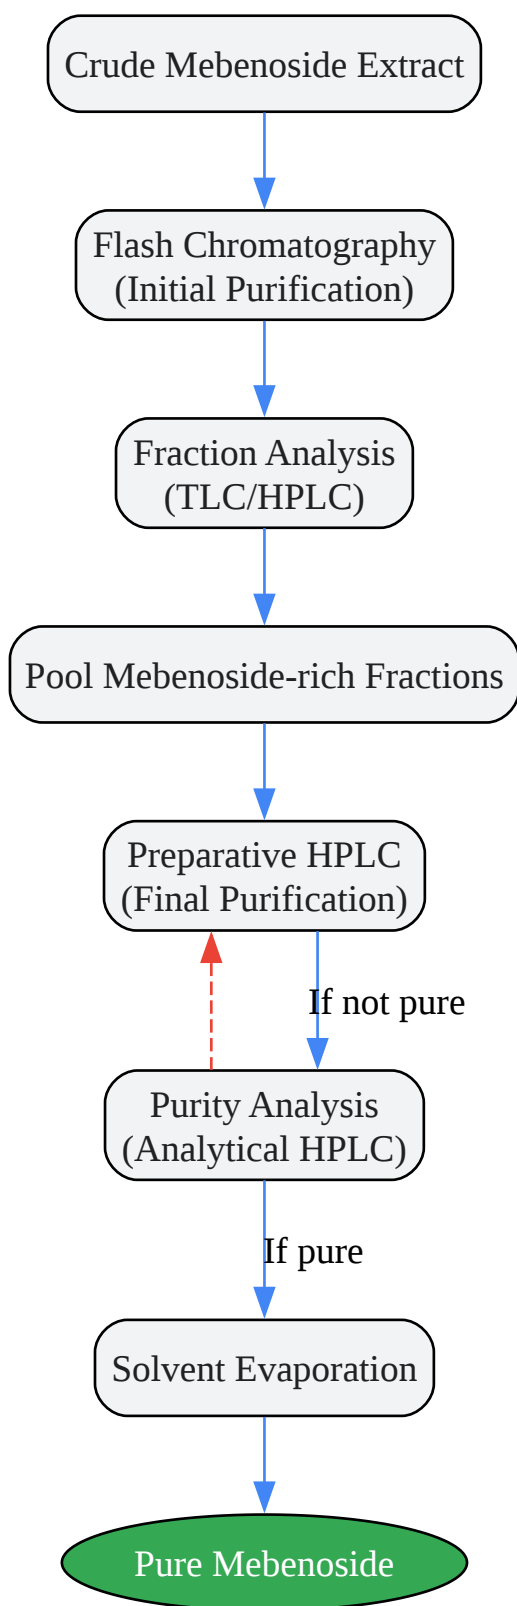 Crude Mebenoside Extract
Flash Chromatography
(Initial Purification)
Fraction Analysis
(TLC/HPLC)
Pool Mebenoside-rich Fractions
Preparative HPLC
(Final Purification)
If not pure
Purity Analysis
(Analytical HPLC)
If pure
Solvent Evaporation
Pure Mebenoside